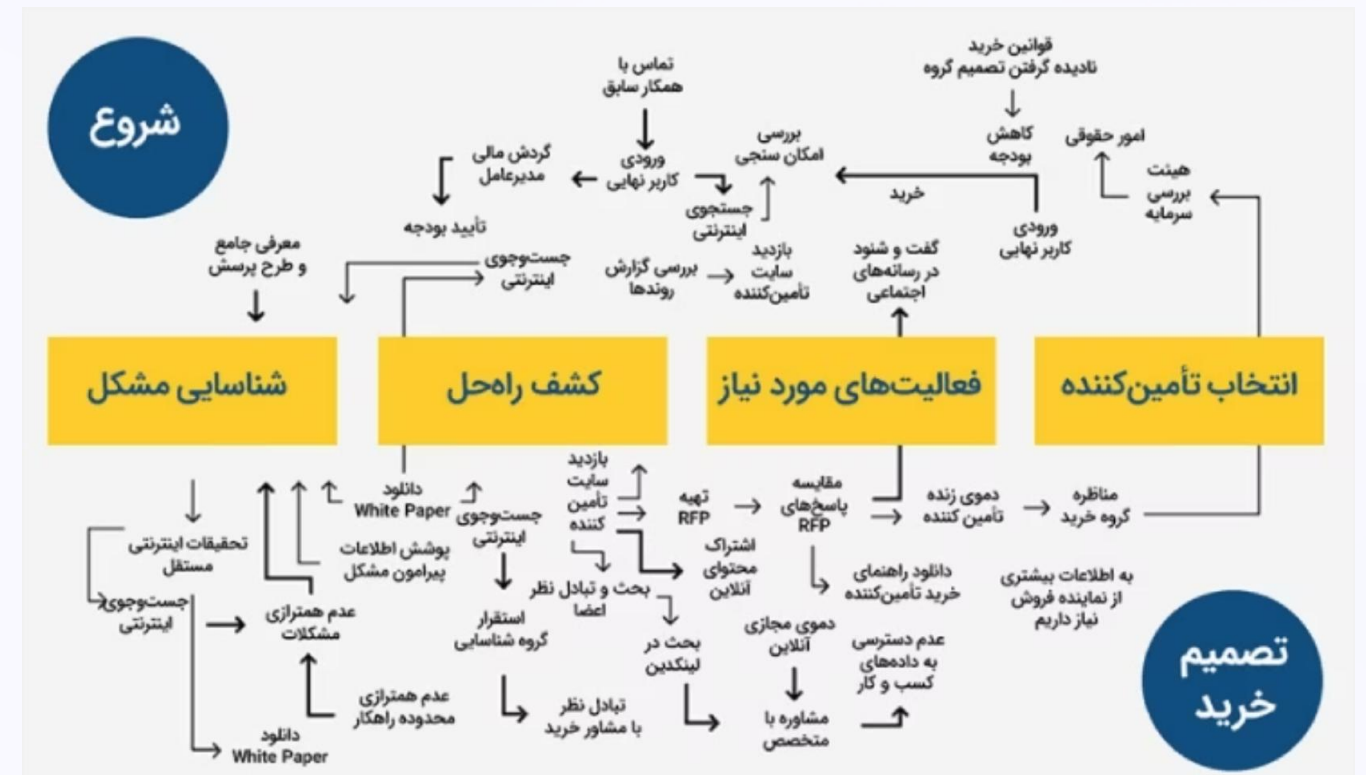 شروع
تماس با
همکار سابق
قوانین خرید
نادیده گرفتن تصمیم گروه
گردش مالی
مدیرعامل
ورودی
کاربر نهایی
بررسی
امکان سنجی
کاهش
بودجه
امور حقوقی
هیئت
بررسی
سرمایه
خرید
تأیید بودجه
جستجوی
اینترنتی
ورودی
کاربر نهایی
معرفی جامع
و طرح پرسش
جست‌وجوی
اینترنتی
بررسی گزارش
روندها
بازدید
سایت
تأمین‌کننده
گفت و شنود
در رسانه‌های
اجتماعی
شناسایی مشکل
کشف راه‌حل
فعالیت‌های مورد نیاز
انتخاب تأمین‌کننده
دانلود
White Paper
جست‌وجوی
اینترنتی
بازدید
سایت
تأمین
کننده
تهیه
RFP
مقایسه
پاسخ‌های
RFP
دموی زنده
تأمین کننده
مناظره
گروه خرید
تحقیقات اینترنتی
مستقل
پوشش اطلاعات
پیرامون مشکل
اشتراک
محتوای
آنلاین
بحث و تبادل نظر
اعضا
دانلود راهنمای
خرید تأمین‌کننده
به اطلاعات بیشتری
از نماینده فروش
نیاز داریم
جست‌وجوی
اینترنتی
عدم همترازی
مشکلات
استقرار
گروه شناسایی
بحث در
لینکدین
دموی مجازی
آنلاین
عدم دسترسی
به داده‌های
کسب و کار
عدم همترازی
محدوده راهکار
تبادل نظر
با مشاور خرید
مشاوره با
متخصص
دانلود
White Paper
تصمیم
خرید